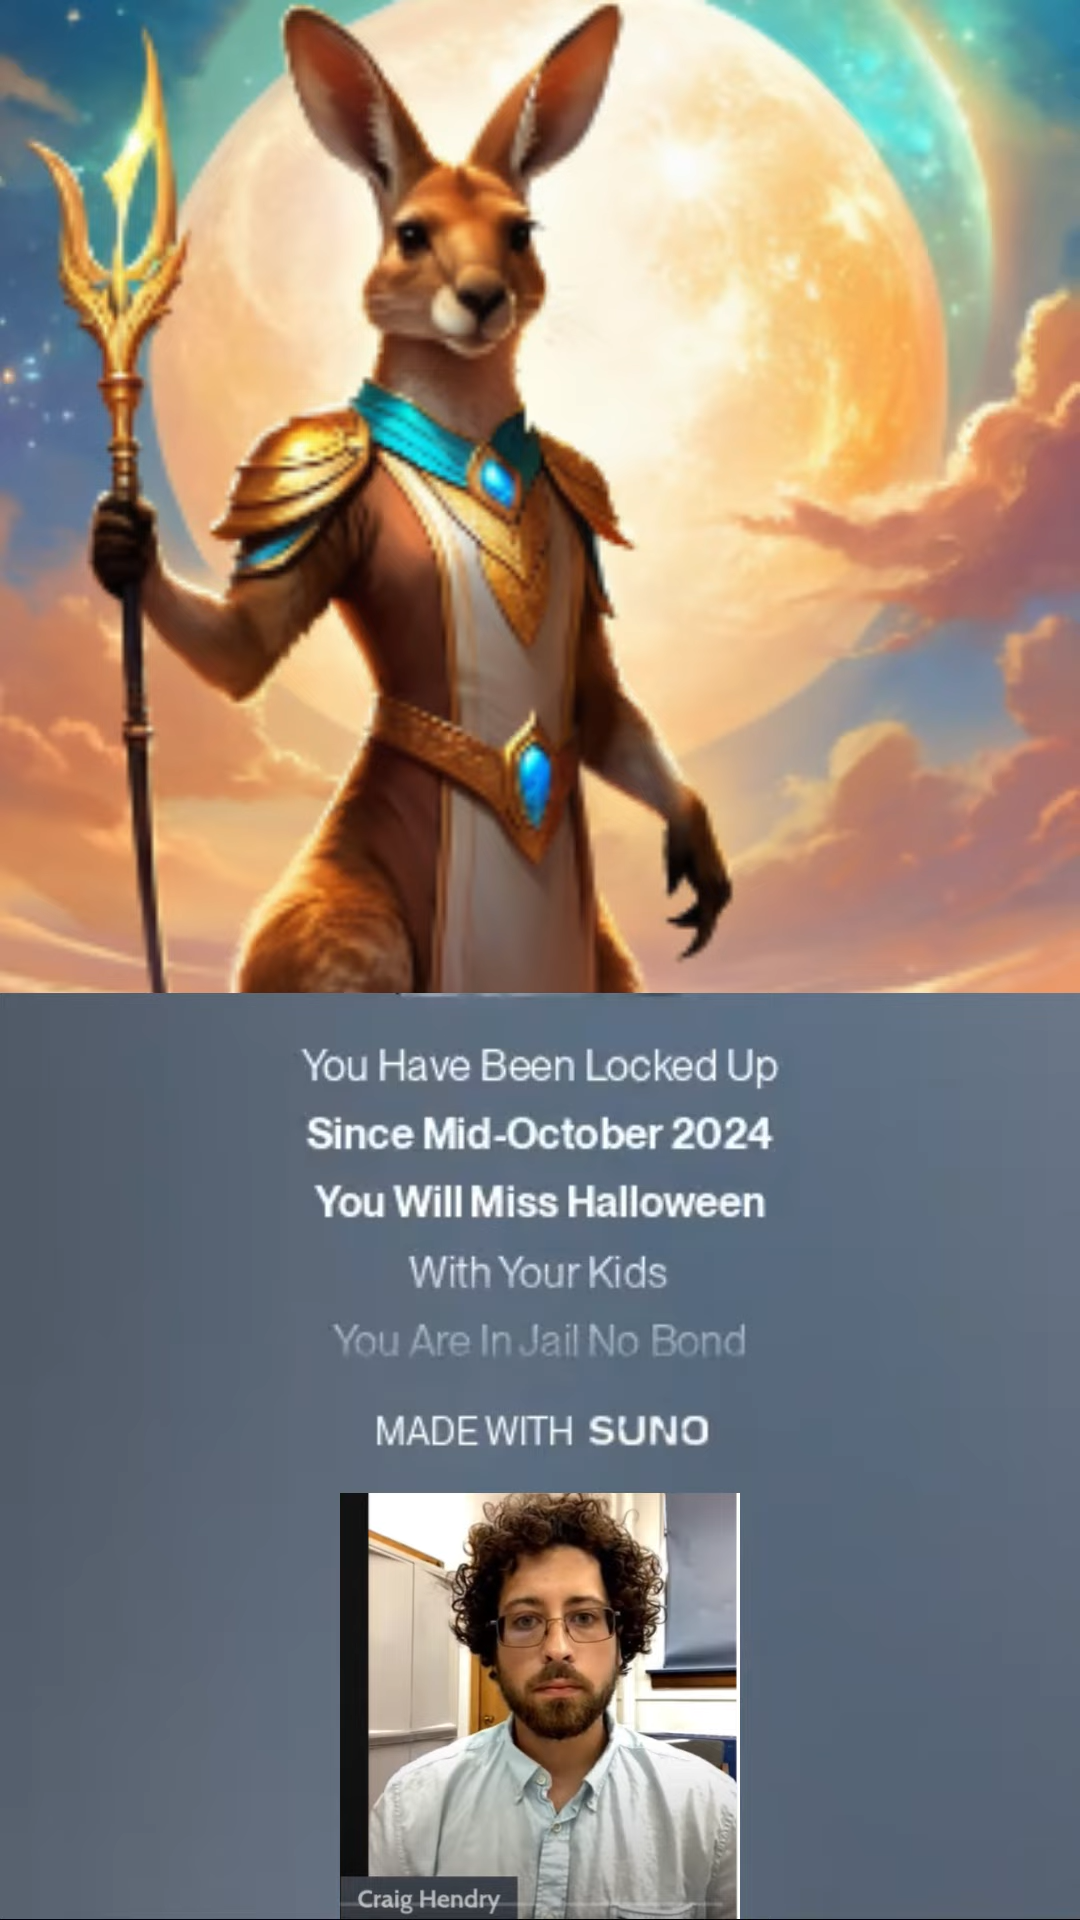 You Have Been Locked Up
Since Mid-October 2024
You Will Miss Halloween
With Your Kids
You Are In Jail No Bond
MADE WITH SUNO
Craig Hendry